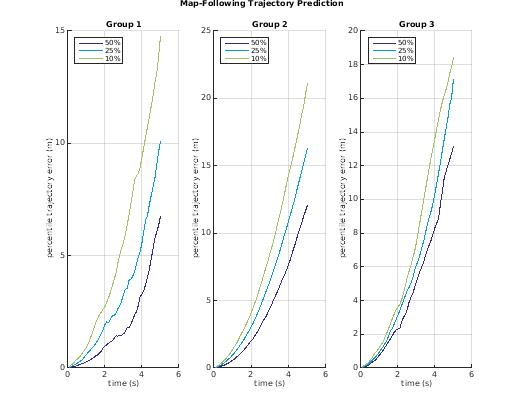 Map-Following Trajectory Prediction
Group 1
50%
25%
10%
15
10
5
0
percentile trajectory error (m)
0 2 4 6
time (s)
Group 2
50%
25%
10%
25
20
15
10
5
0
percentile trajectory error (m)
0 2 4 6
time (s)
Group 3
50%
25%
10%
20
18
16
14
12
10
8
6
4
2
0
percentile trajectory error (m)
0 2 4 6
time (s)